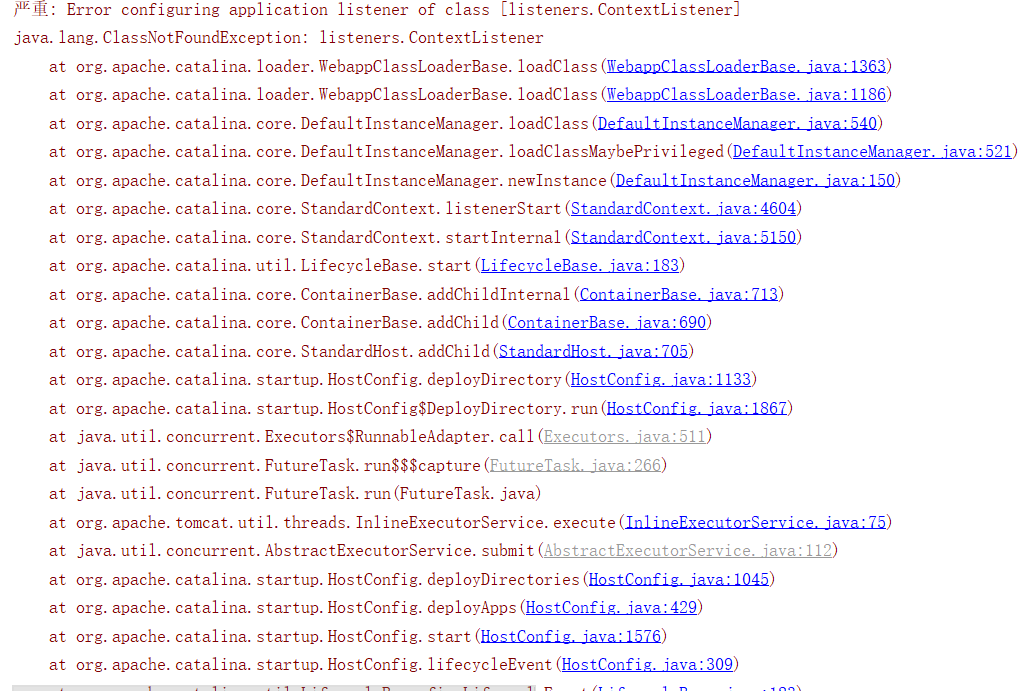 严重: Error configuring application listener of class [listeners.ContextListener]
java.lang.ClassNotFoundException: listeners.ContextListener
at org.apache.catalina.loader.WebappClassLoaderBase.loadClass(WebappClassLoaderBase.java:1363)
at org.apache.catalina.loader.WebappClassLoaderBase.loadClass(WebappClassLoaderBase.java:1186)
at org.apache.catalina.core.DefaultInstanceManager.loadClass(DefaultInstanceManager.java:540)
at org.apache.catalina.core.DefaultInstanceManager.loadClassMaybePrivileged(DefaultInstanceManager.java:521)
at org.apache.catalina.core.DefaultInstanceManager.newInstance(DefaultInstanceManager.java:150)
at org.apache.catalina.core.StandardContext.listenerStart(StandardContext.java:4604)
at org.apache.catalina.core.StandardContext.startInternal(StandardContext.java:5150)
at org.apache.catalina.util.LifecycleBase.start(LifecycleBase.java:183)
at org.apache.catalina.core.ContainerBase.addChildInternal(ContainerBase.java:713)
at org.apache.catalina.core.ContainerBase.addChild(ContainerBase.java:690)
at org.apache.catalina.core.StandardHost.addChild(StandardHost.java:705)
at org.apache.catalina.startup.HostConfig.deployDirectory(HostConfig.java:1133)
at org.apache.catalina.startup.HostConfig$DeployDirectory.run(HostConfig.java:1867)
at java.util.concurrent.Executors$RunnableAdapter.call(Executors.java:511)
at java.util.concurrent.FutureTask.run$$$capture(FutureTask.java:266)
at java.util.concurrent.FutureTask.run(FutureTask.java)
at org.apache.tomcat.util.threads.InlineExecutorService.execute(InlineExecutorService.java:75)
at java.util.concurrent.AbstractExecutorService.submit(AbstractExecutorService.java:112)
at org.apache.catalina.startup.HostConfig.deployDirectories(HostConfig.java:1045)
at org.apache.catalina.startup.HostConfig.deployApps(HostConfig.java:429)
at org.apache.catalina.startup.HostConfig.start(HostConfig.java:1576)
at org.apache.catalina.startup.HostConfig.lifecycleEvent(HostConfig.java:309)